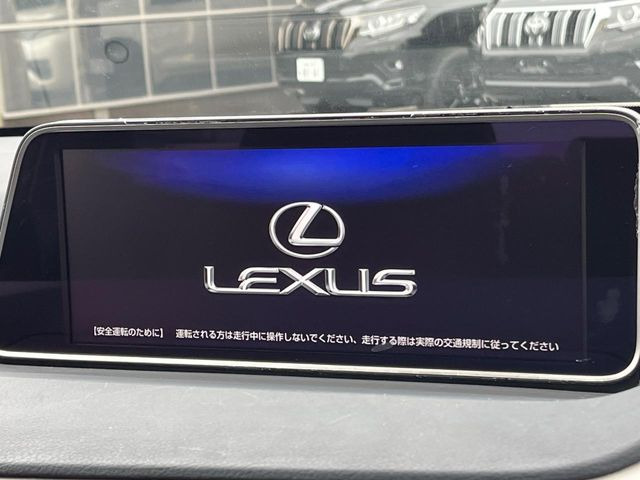 LEXUS
【安全運転のために】 運転される方は走行中に操作しないでください、走行する際は実際の交通規制に従ってください